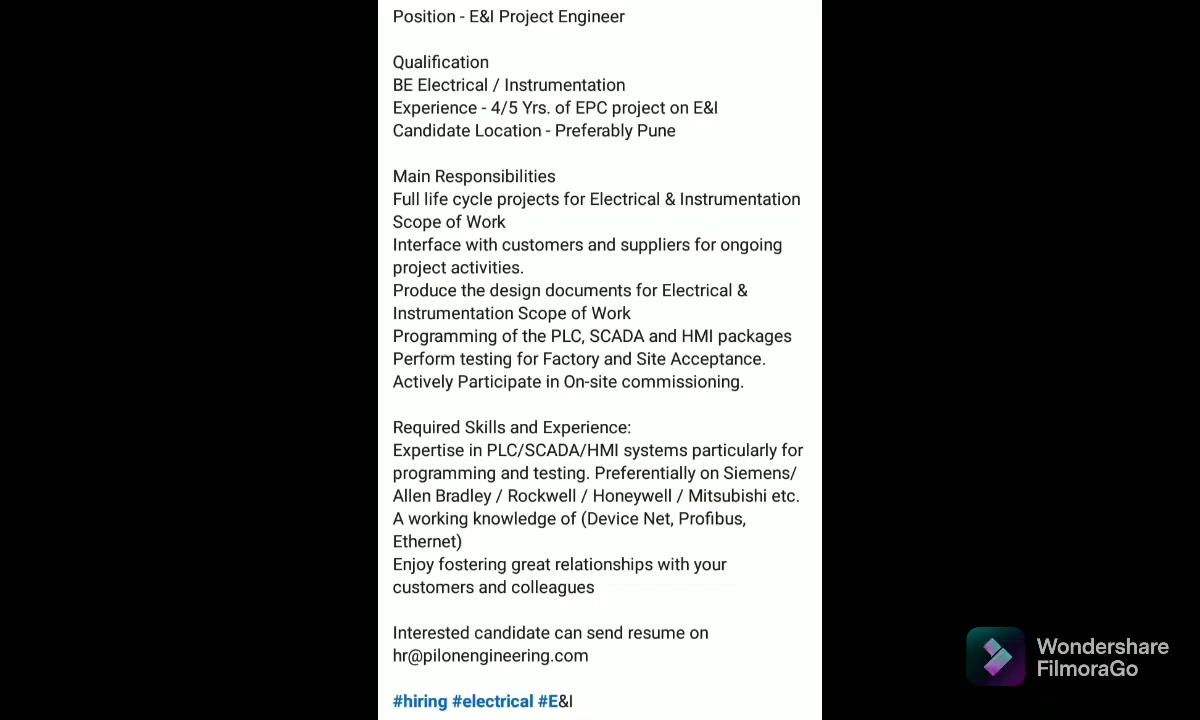 Position - E&I Project Engineer
Qualification
BE Electrical / Instrumentation
Experience - 4/5 Yrs. of EPC project on E&I
Candidate Location - Preferably Pune
Main Responsibilities
Full life cycle projects for Electrical & Instrumentation
Scope of Work
Interface with customers and suppliers for ongoing
project activities.
Produce the design documents for Electrical &
Instrumentation Scope of Work
Programming of the PLC, SCADA and HMI packages
Perform testing for Factory and Site Acceptance.
Actively Participate in On-site commissioning.
Required Skills and Experience:
Expertise in PLC/SCADA/HMI systems particularly for
programming and testing. Preferentially on Siemens/
Allen Bradley / Rockwell / Honeywell / Mitsubishi etc.
A working knowledge of (Device Net, Profibus,
Ethernet)
Enjoy fostering great relationships with your
customers and colleagues
Interested candidate can send resume on
hr@pilonengineering.com
#hiring #electrical #E&I
Wondershare
FilmoraGo